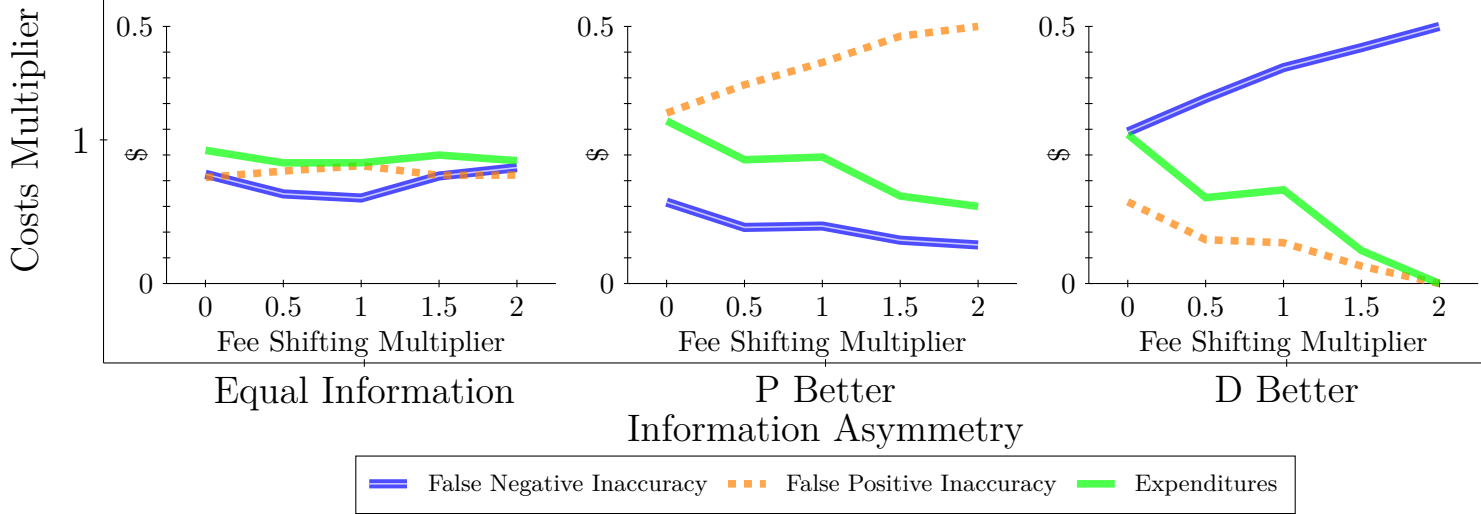 Costs Multiplier
1
0.5
$
0
0 0.5 1 1.5 2
Fee Shifting Multiplier
0.5
$
0
0 0.5 1 1.5 2
Fee Shifting Multiplier
0.5
$
0
0 0.5 1 1.5 2
Fee Shifting Multiplier
Equal Information
P Better
D Better
Information Asymmetry
False Negative Inaccuracy
False Positive Inaccuracy
Expenditures